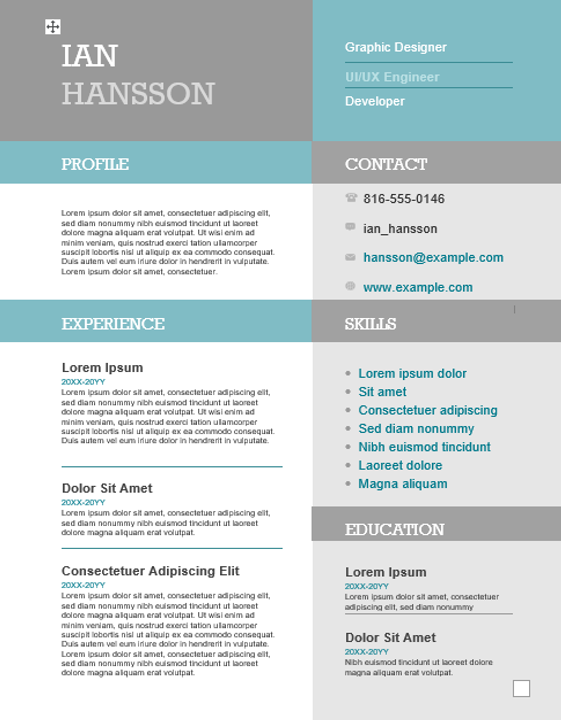 IAN
HANSSON
Graphic Designer
UI/UX Engineer
Developer
PROFILE
Lorem ipsum dolor sit amet, consectetuer adipiscing elit,
sed diam nonummy nibh euismod tincidunt ut laoreet
dolore magna aliquam erat volutpat. Ut wisi enim ad
minim veniam, quis nostrud exerci tation ullamcorper
suscipit lobortis nisl ut aliquip ex ea commodo consequat.
Duis autem vel eum iriure dolor in hendrerit in vulputate.
Lorem ipsum dolor sit amet, consectetuer.
CONTACT
816-555-0146
ian_hansson
hansson@example.com
www.example.com
EXPERIENCE
Lorem Ipsum
20XX-20YY
Lorem ipsum dolor sit amet, consectetuer adipiscing elit,
sed diam nonummy nibh euismod tincidunt ut laoreet
dolore magna aliquam erat volutpat. Ut wisi enim ad
minim veniam, quis nostrud exerci tation ullamcorper
suscipit lobortis nisl ut aliquip ex ea commodo consequat.
Duis autem vel eum iriure dolor in hendrerit in vulputate.
Dolor Sit Amet
20XX-20YY
Lorem ipsum dolor sit amet, consectetuer adipiscing elit,
sed diam nonummy nibh euismod tincidunt ut laoreet
dolore magna aliquam erat volutpat.
Consectetuer Adipiscing Elit
20XX-20YY
Lorem ipsum dolor sit amet, consectetuer adipiscing elit,
sed diam nonummy nibh euismod tincidunt ut laoreet
dolore magna aliquam erat volutpat. Ut wisi enim ad
minim veniam, quis nostrud exerci tation ullamcorper
suscipit lobortis nisl ut aliquip ex ea commodo consequat.
Duis autem vel eum iriure dolor in hendrerit in vulputate.
Lorem ipsum dolor sit amet, consectetuer adipiscing elit,
sed diam nonummy nibh euismod tincidunt ut laoreet
dolore magna aliquam erat volutpat.
SKILLS
Lorem ipsum dolor
Sit amet
Consectetuer adipiscing
Sed diam nonummy
Nibh euismod tincidunt
Laoreet dolore
Magna aliquam
EDUCATION
Lorem Ipsum
20XX-20YY
Lorem ipsum dolor sit amet, consectetuer
adipiscing elit, sed diam nonummy
Dolor Sit Amet
20XX-20YY
Nibh euismod tincidunt ut laoreet dolore
magna aliquam erat volutpat.